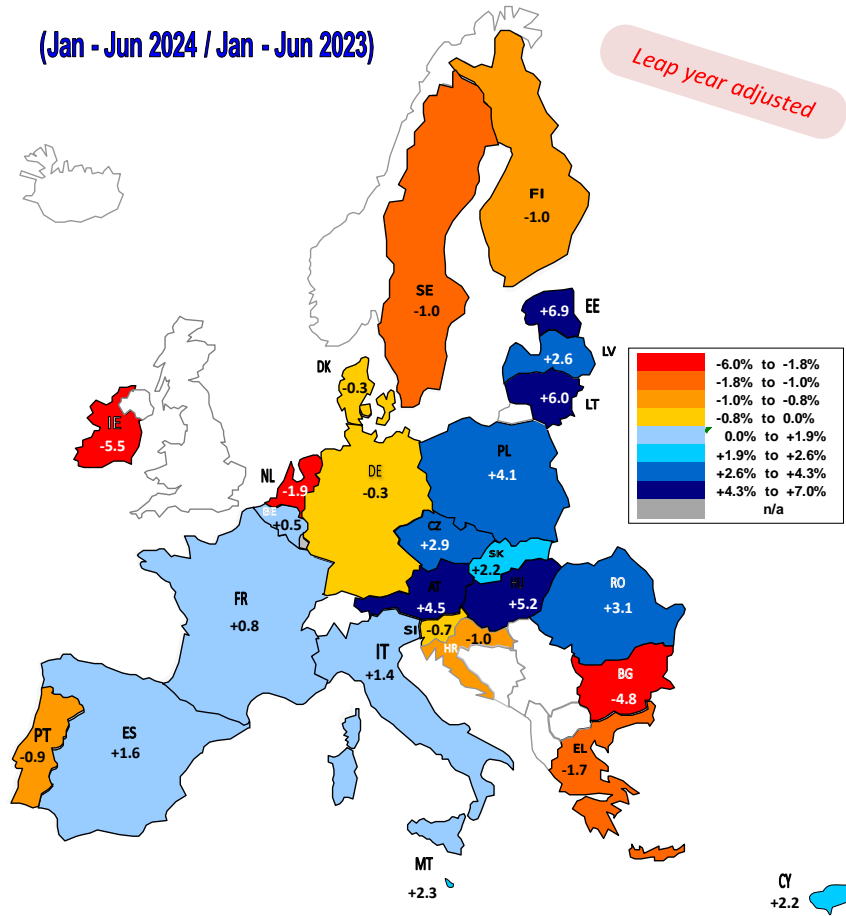 (Jan - Jun 2024 / Jan - Jun 2023)
Leap year adjusted
FI
-1.0
SE
-1.0
EE
+6.9
LV
+2.6
LT
+6.0
DK
-0.3
IE
-5.5
NL
-1.9
BE
+0.5
DE
-0.3
PL
+4.1
CZ
+2.9
SK
+2.2
AT
+4.5
HU
+5.2
RO
+3.1
FR
+0.8
SI
-0.7
-1.0
HR
IT
+1.4
BG
-4.8
PT
-0.9
ES
+1.6
EL
-1.7
MT
+2.3
CY
+2.2
-6.0% to -1.8%
-1.8% to -1.0%
-1.0% to -0.8%
-0.8% to 0.0%
0.0% to +1.9%
+1.9% to +2.6%
+2.6% to +4.3%
+4.3% to +7.0%
n/a